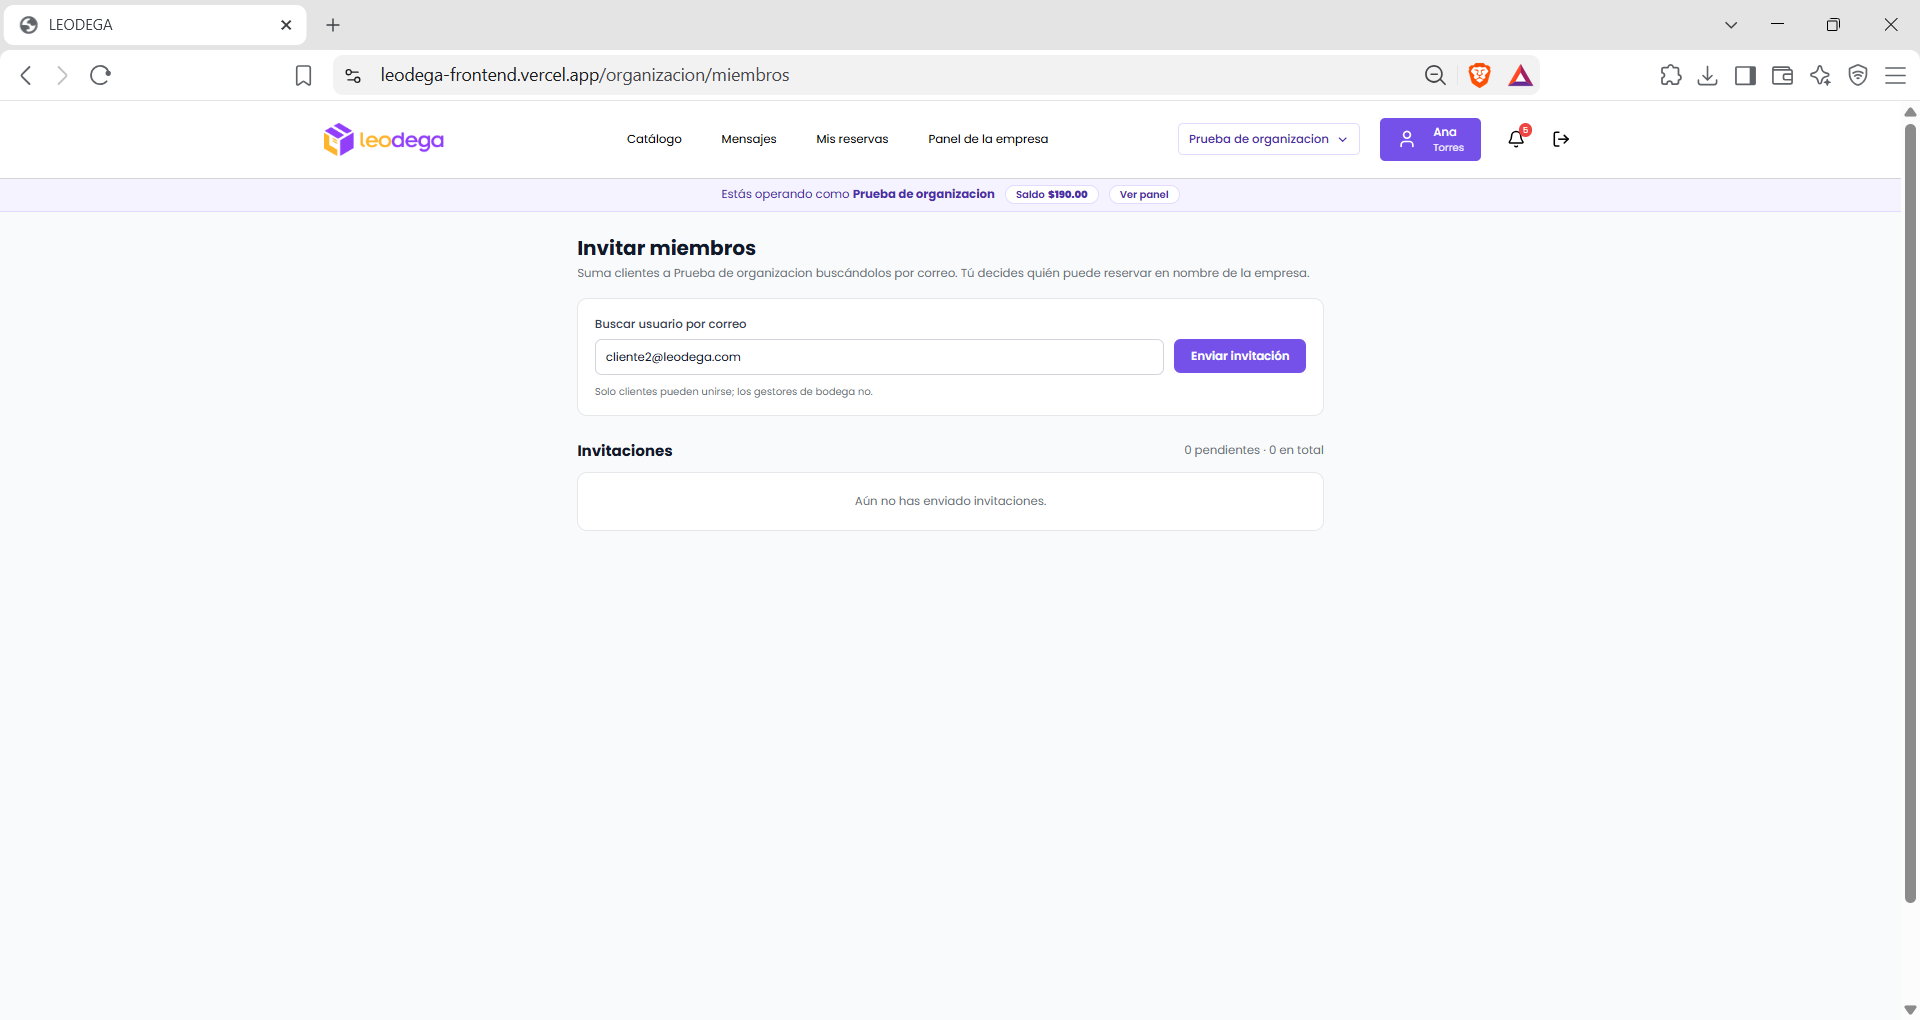 LEODEGA
leodega-frontend.vercel.app/organizacion/miembros
leodega
Catálogo
Mensajes
Mis reservas
Panel de la empresa
Prueba de organizacion
Ana
Torres
5
Estás operando como Prueba de organizacion
Saldo $190.00
Ver panel
Invitar miembros
Suma clientes a Prueba de organizacion buscándolos por correo. Tú decides quién puede reservar en nombre de la empresa.
Buscar usuario por correo
cliente2@leodega.com
Enviar invitación
Solo clientes pueden unirse; los gestores de bodega no.
Invitaciones
0 pendientes · 0 en total
Aún no has enviado invitaciones.